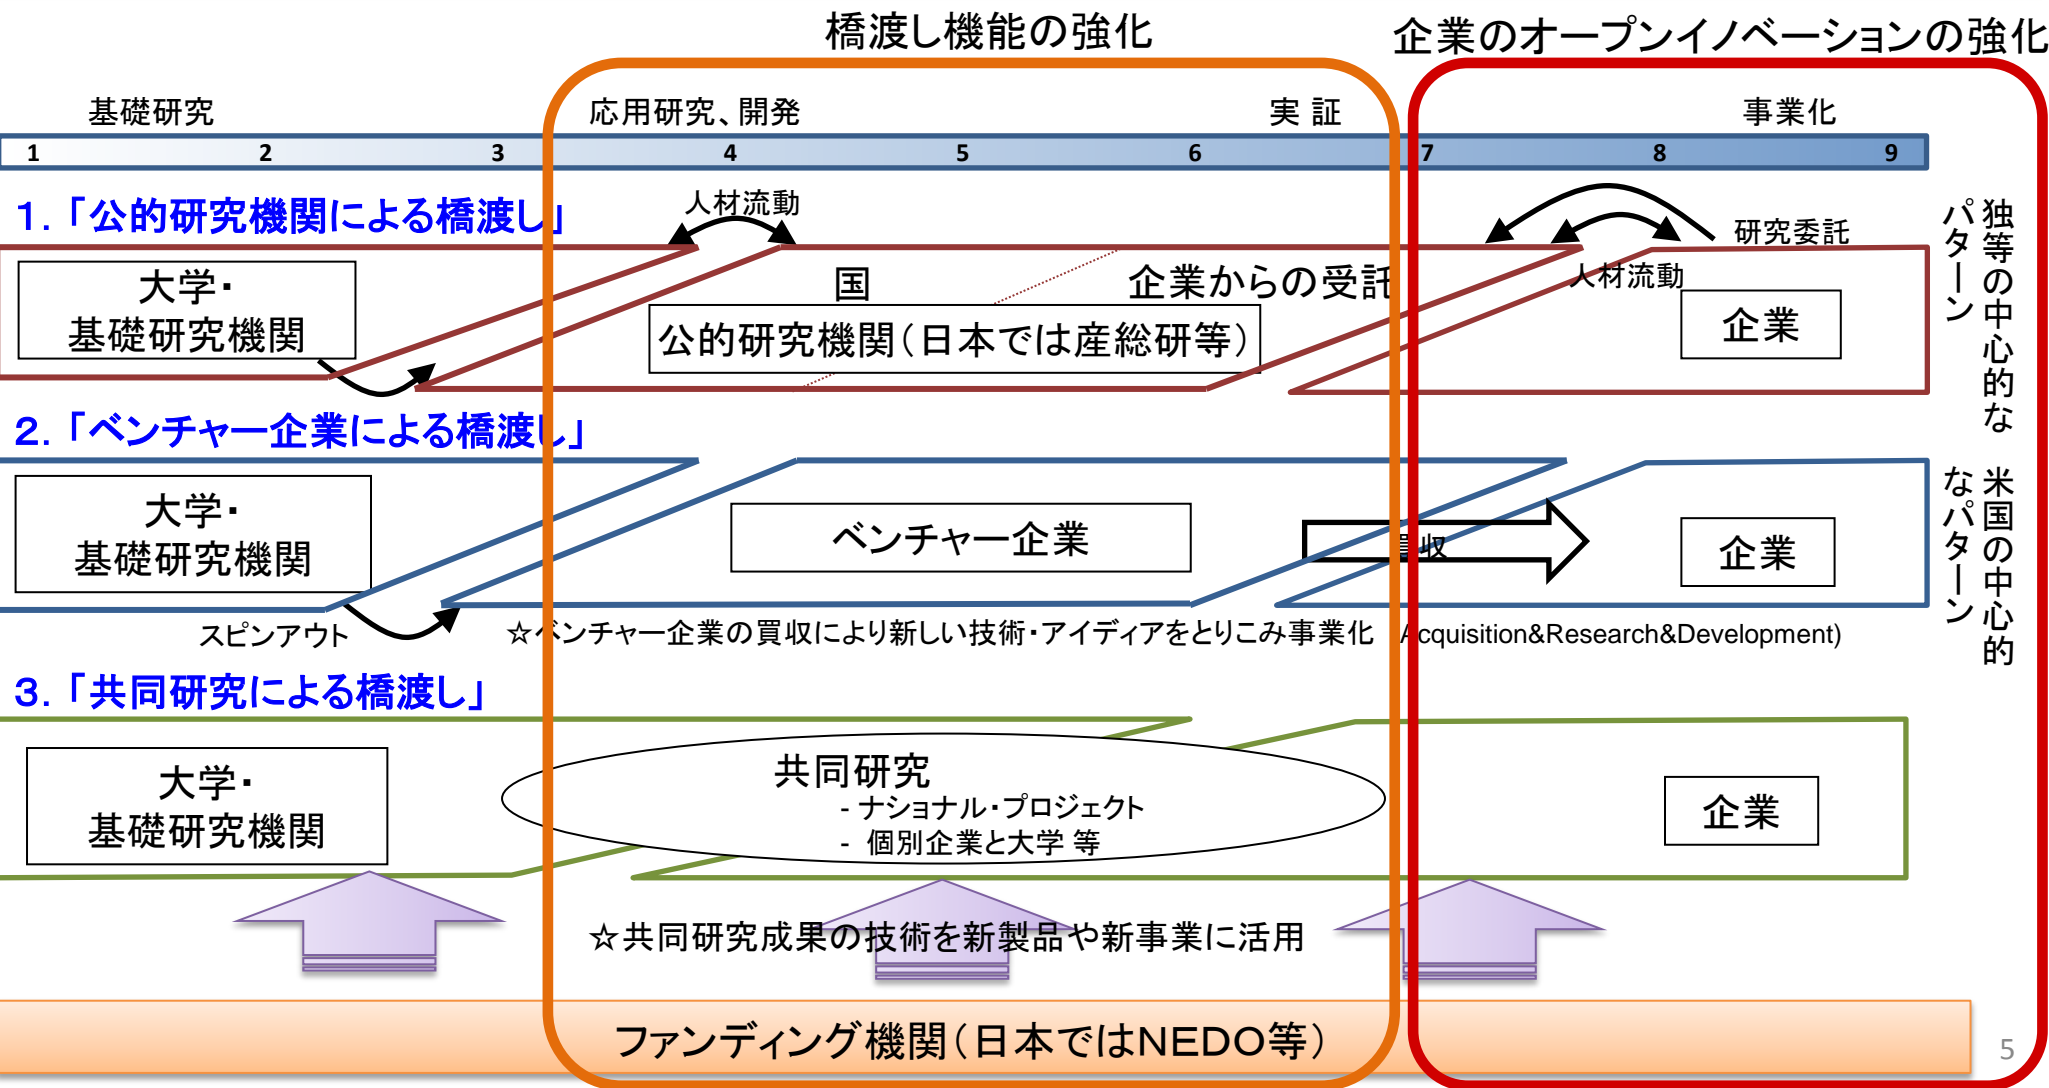 橋渡し機能の強化
企業のオープンイノベーションの強化
基礎研究
応用研究、開発
実 証
事業化
1 2 3 4 5 6 7 8 9
１．「公的研究機関による橋渡し」
人材流動
研究委託
人材流動
大学・
基礎研究機関
国
企業からの受託
公的研究機関（日本では産総研等）
企業
独等の中心的な
パターン
２．「ベンチャー企業による橋渡し」
大学・
基礎研究機関
ベンチャー企業
買収
企業
米国の中心的
なパターン
スピンアウト
☆ベンチャー企業の買収により新しい技術・アイディアをとりこみ事業化 Acquisition&Research&Development)
３．「共同研究による橋渡し」
大学・
基礎研究機関
共同研究
- ナショナル・プロジェクト
- 個別企業と大学 等
企業
☆共同研究成果の技術を新製品や新事業に活用
ファンディング機関（日本ではＮＥＤＯ等）
5